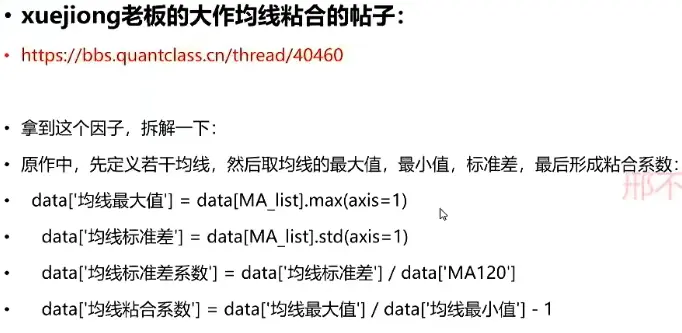 • xuejiong老板的大作均线粘合的帖子：
• https://bbs.quantclass.cn/thread/40460
• 拿到这个因子，拆解一下：
• 原作中，先定义若干均线，然后取均线的最大值，最小值，标准差，最后形成粘合系数：
• data['均线最大值'] = data[MA_list].max(axis=1)
• data['均线标准差'] = data[MA_list].std(axis=1)
• data['均线标准差系数'] = data['均线标准差'] / data['MA120']
• data['均线粘合系数'] = data['均线最大值'] / data['均线最小值'] - 1
邢不